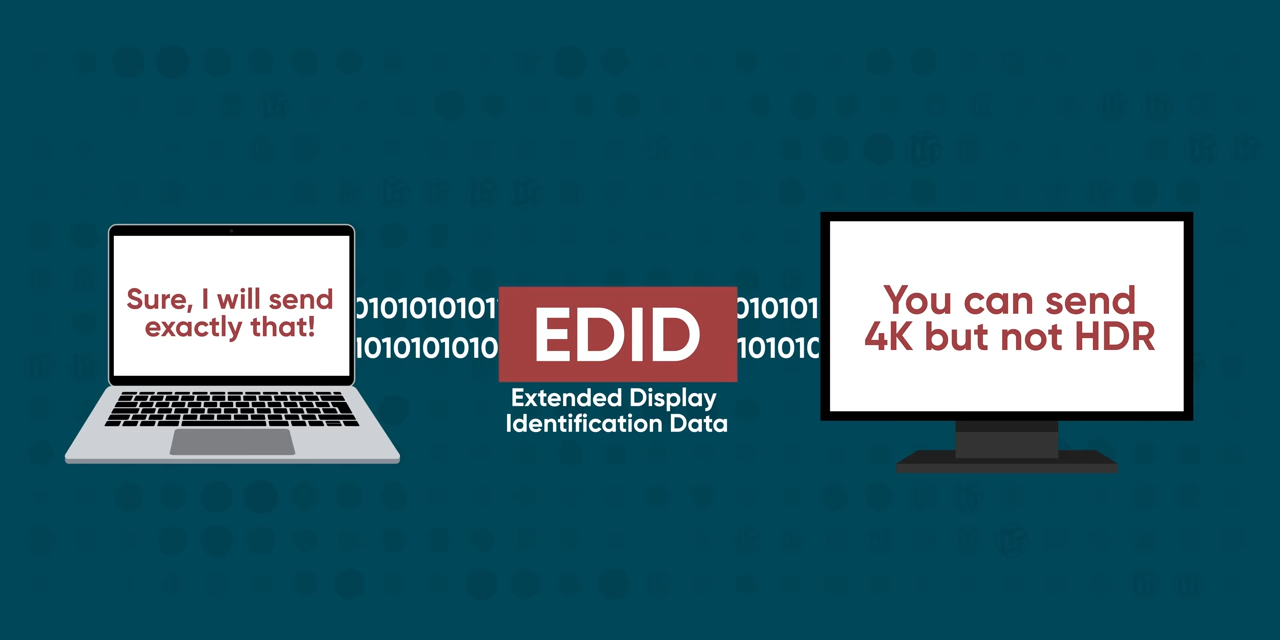 Sure, I will send
exactly that!
01010101011
1010101010
EDID
Extended Display
Identification Data
010101
101010
You can send
4K but not HDR